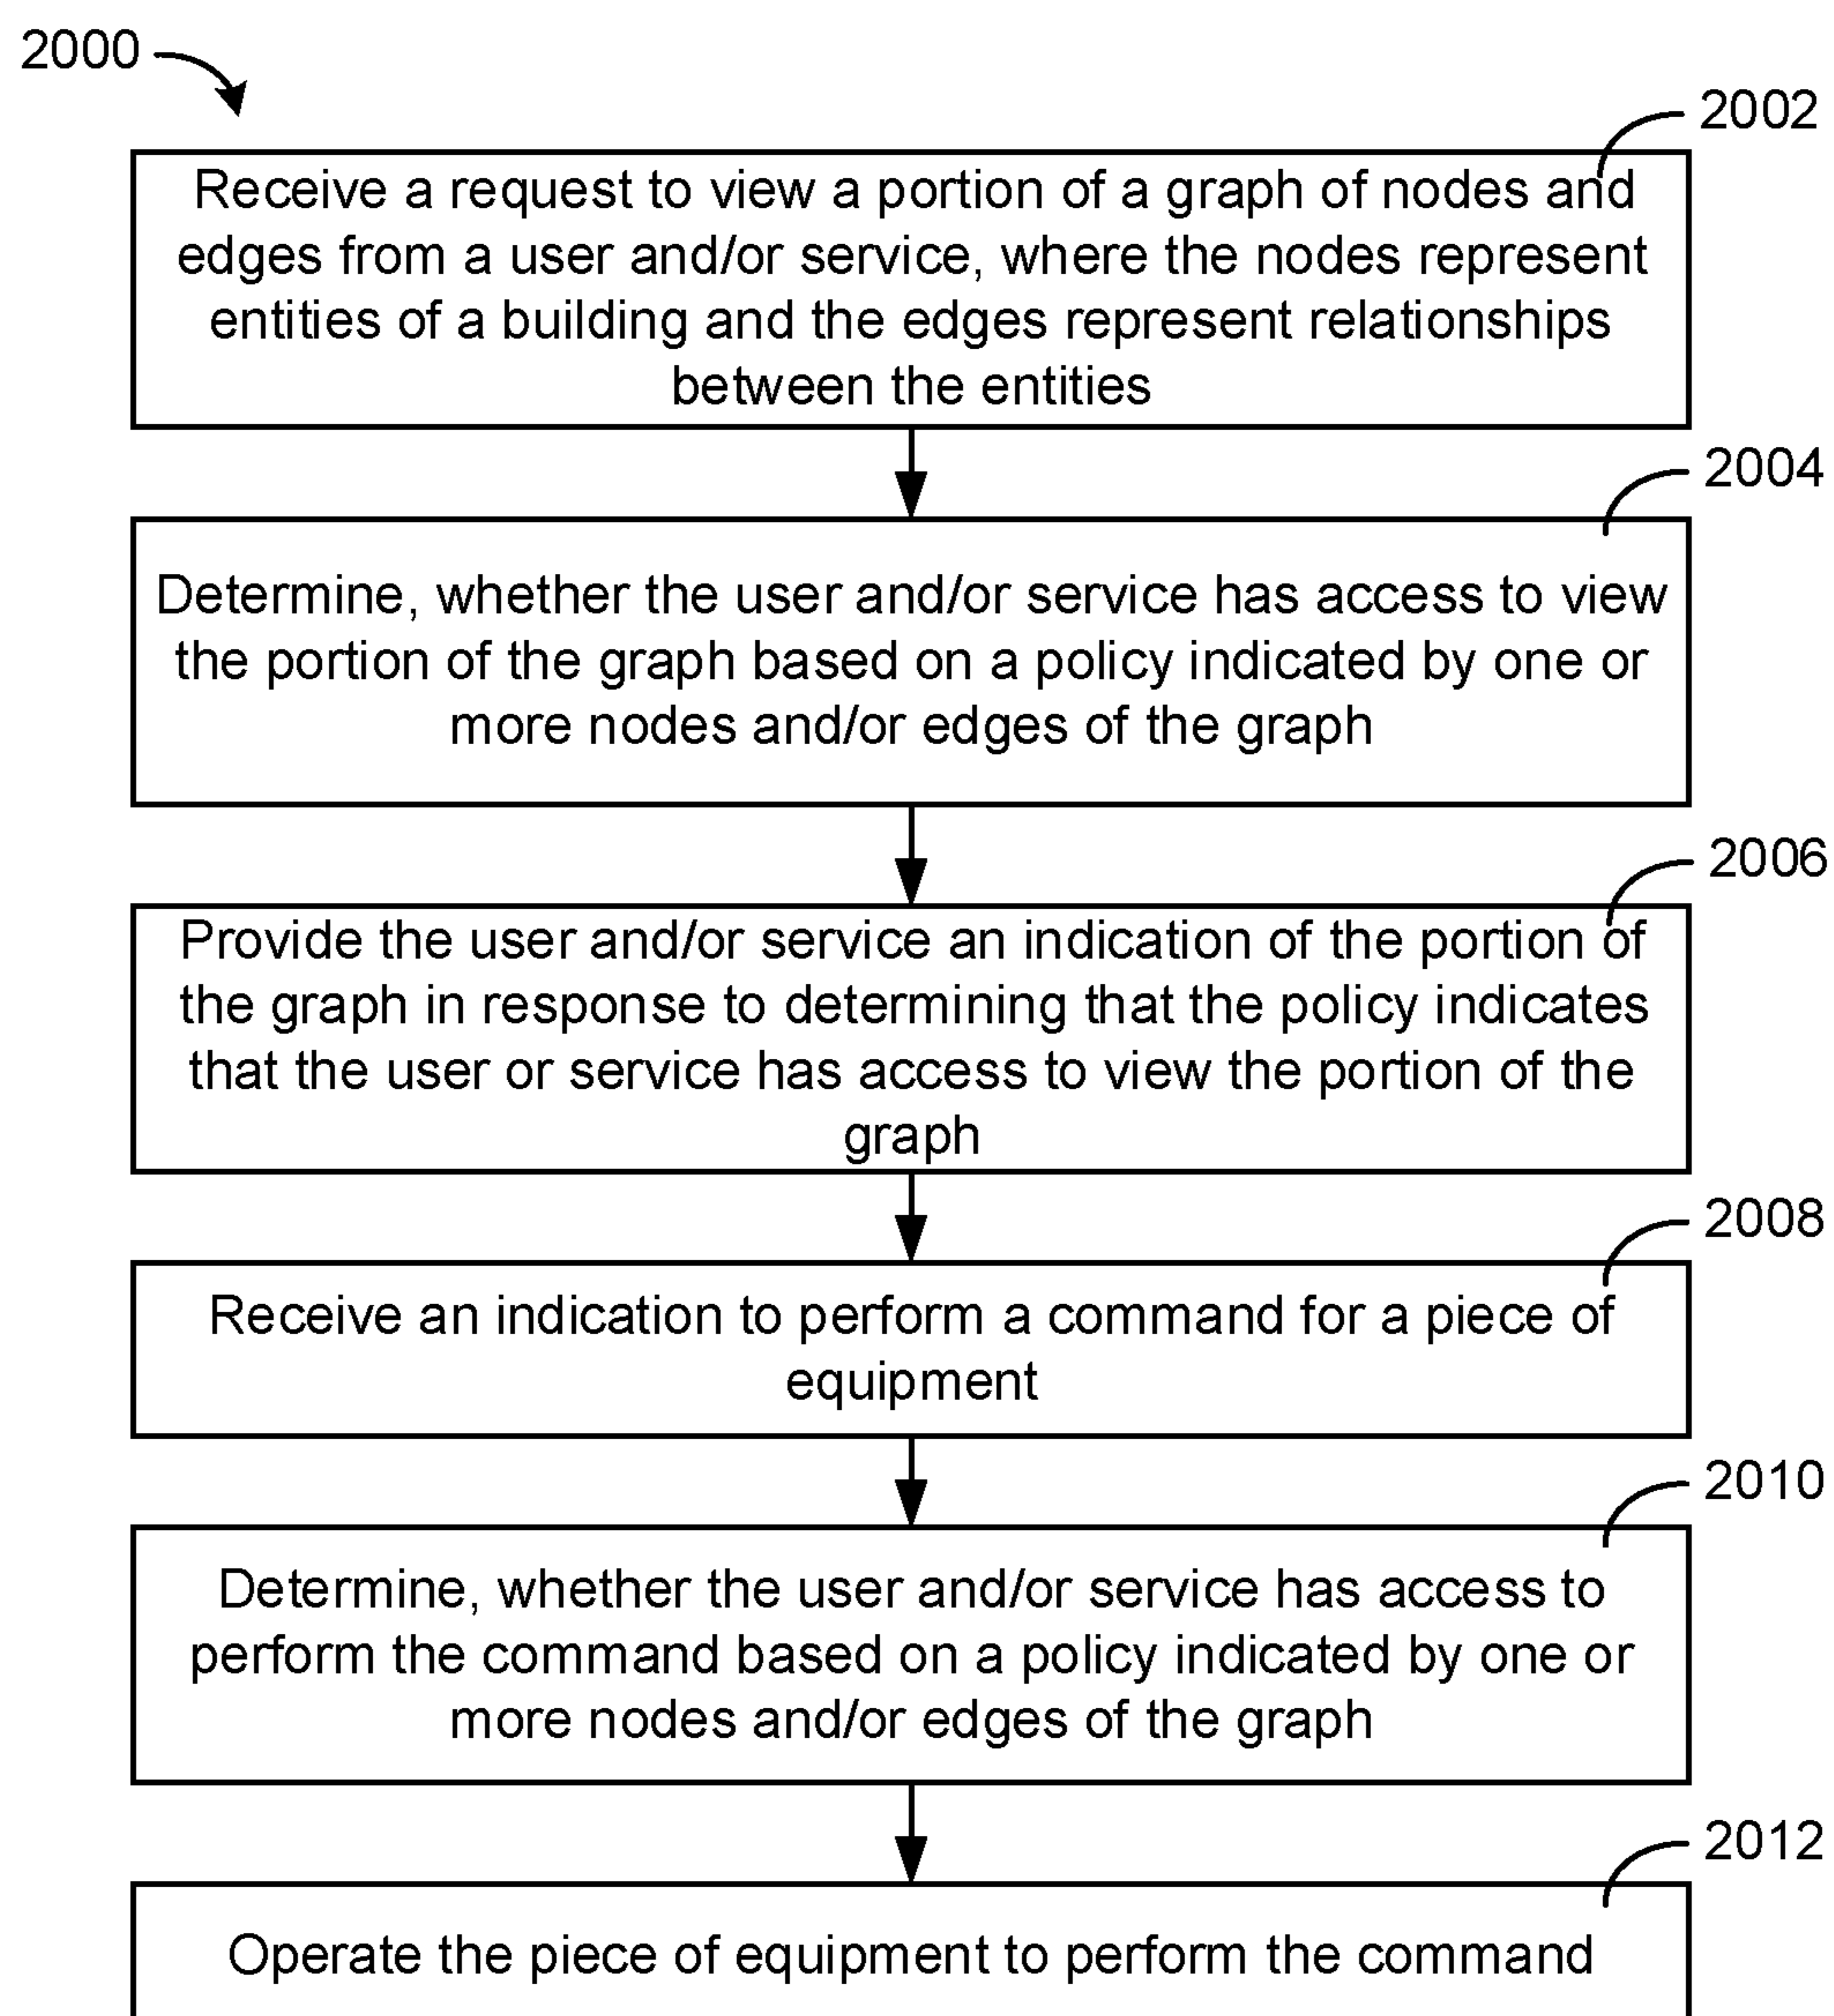 2000
2002
Receive a request to view a portion of a graph of nodes and
edges from a user and/or service, where the nodes represent
entities of a building and the edges represent relationships
between the entities
2004
Determine, whether the user and/or service has access to view
the portion of the graph based on a policy indicated by one or
more nodes and/or edges of the graph
2006
Provide the user and/or service an indication of the portion of
the graph in response to determining that the policy indicates
that the user or service has access to view the portion of the
graph
2008
Receive an indication to perform a command for a piece of
equipment
2010
Determine, whether the user and/or service has access to
perform the command based on a policy indicated by one or
more nodes and/or edges of the graph
2012
Operate the piece of equipment to perform the command